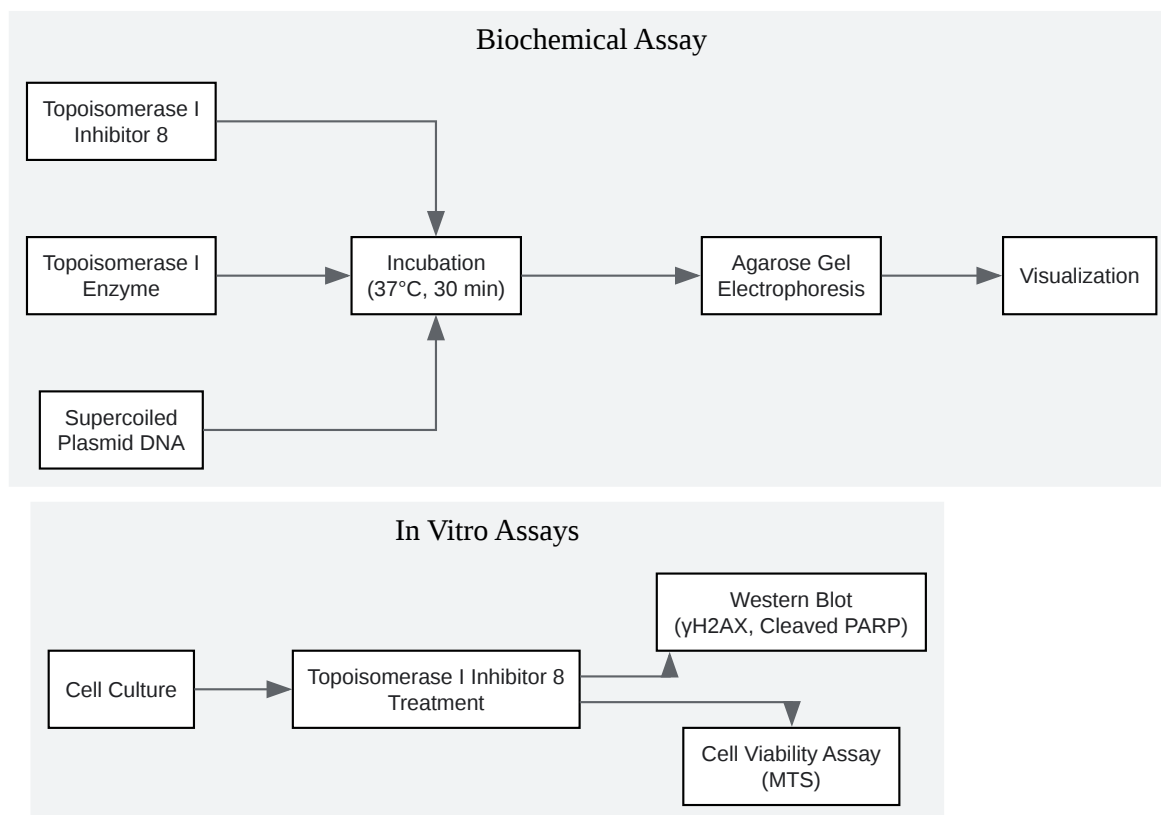 Biochemical Assay
Topoisomerase I
Inhibitor 8
Topoisomerase I
Enzyme
Incubation
(37°C, 30 min)
Agarose Gel
Electrophoresis
Visualization
Supercoiled
Plasmid DNA
In Vitro Assays
Western Blot
(γH2AX, Cleaved PARP)
Cell Culture
Topoisomerase I Inhibitor 8
Treatment
Cell Viability Assay
(MTS)